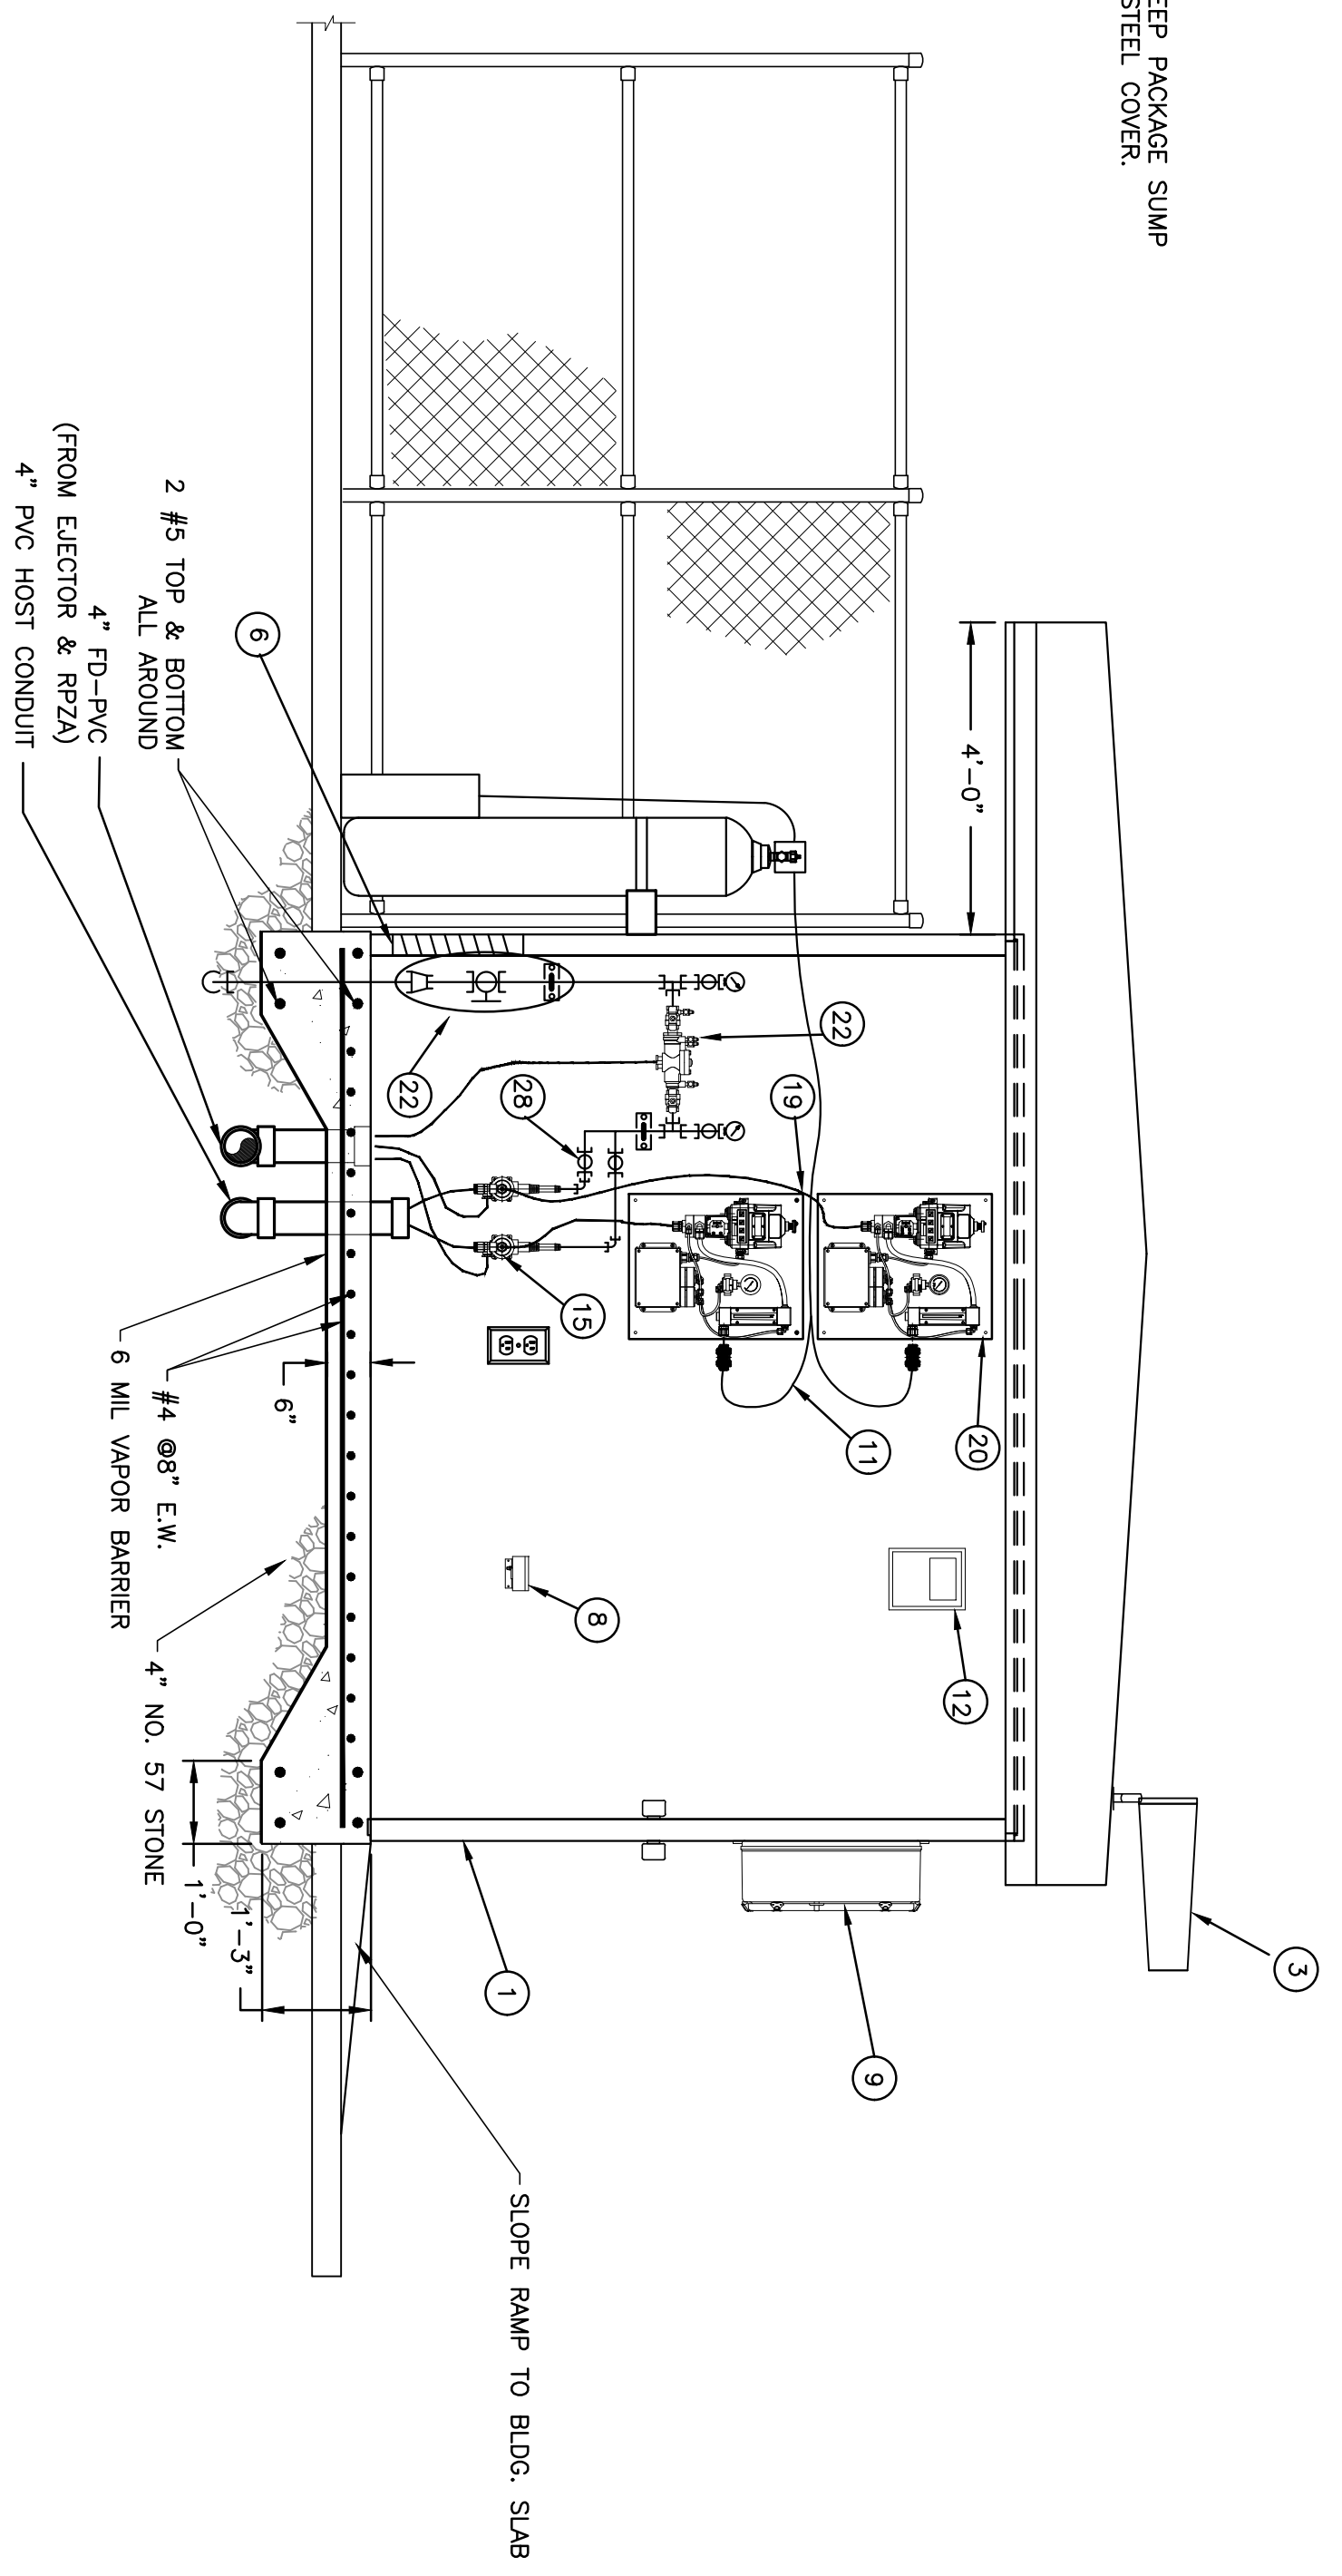 EEP PACKAGE SUMP
STEEL COVER.
4'-0"
3
9
1
12
8
20
11
19
22
15
28
22
6
SLOPE RAMP TO BLDG. SLAB
2 #5 TOP & BOTTOM
ALL AROUND
4" FD-PVC
(FROM EJECTOR & RPZA)
4" PVC HOST CONDUIT
6"
#4 @8" E.W.
6 MIL VAPOR BARRIER
4" NO. 57 STONE
1'-0"
1'-3"